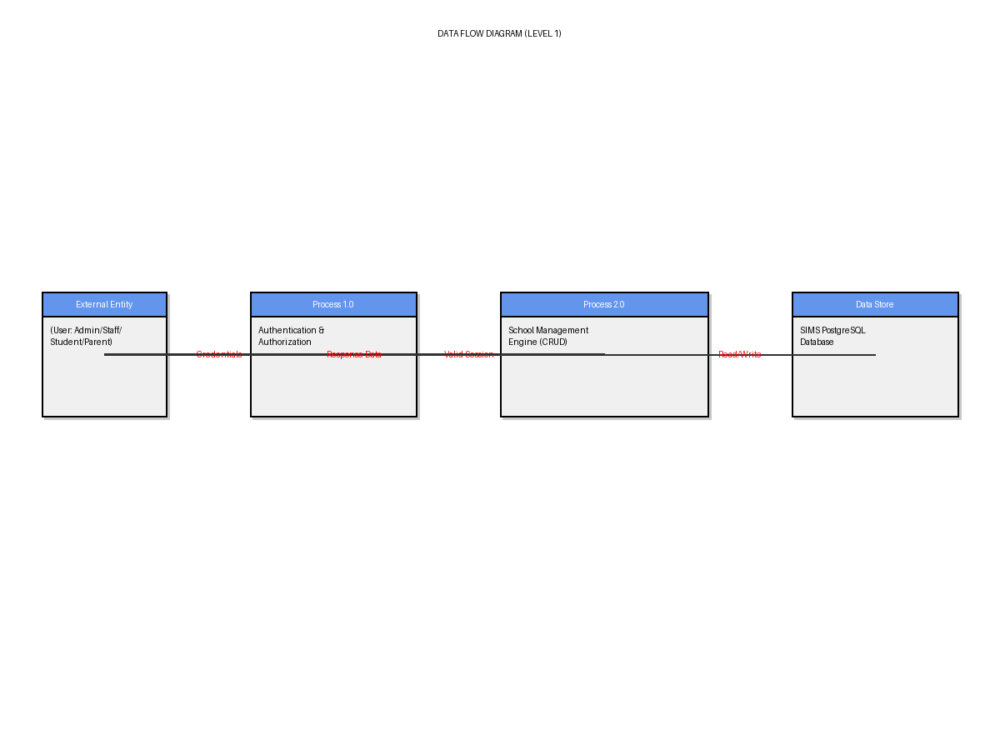 DATA FLOW DIAGRAM (LEVEL 1)
External Entity
(User: Admin/Staff/
Student/Parent)
Process 1.0
Authentication &
Authorization
Process 2.0
School Management
Engine (CRUD)
Data Store
SIMS PostgreSQL
Database
Credentials
Response Data
Valid Session
Read/Write